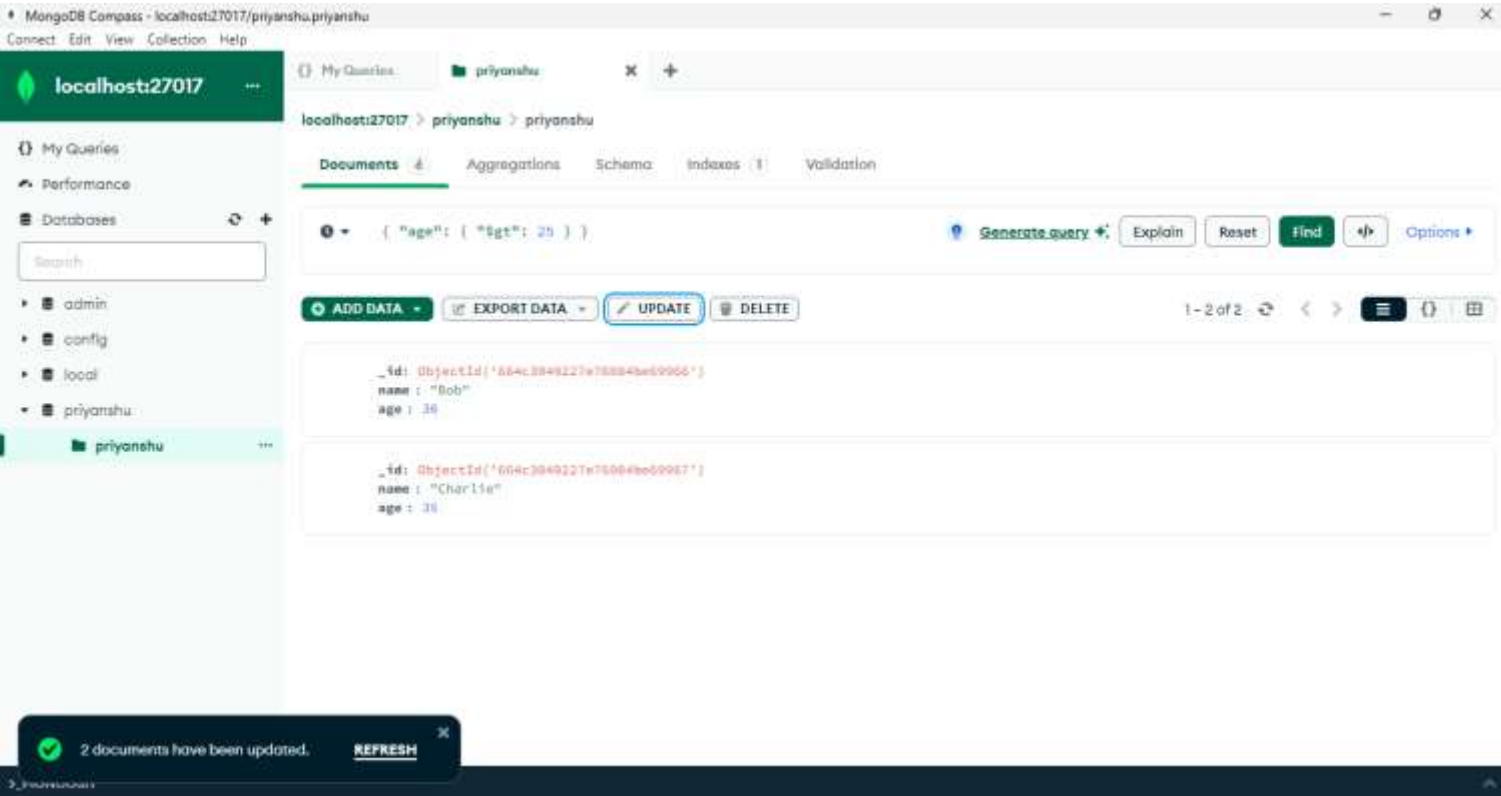 MongoDB Compass - localhost:27017/priyanshu.priyanshu
Connect Edit View Collection Help
localhost:27017
My Queries
Performance
Databases
Search
admin
config
local
priyanshu
priyanshu
My Queries priyanshu
localhost:27017 > priyanshu > priyanshu
Documents Aggregations Schema Indexes 1 Validation
{ "age": { "$gt": 25 } }
Generate query Explain Reset Find </> Options
ADD DATA EXPORT DATA UPDATE DELETE
1 – 2 of 2
_id: ObjectId('
name : "Bob"
age :
_id: ObjectId('
name : "Charlie"
age :
2 documents have been updated. REFRESH